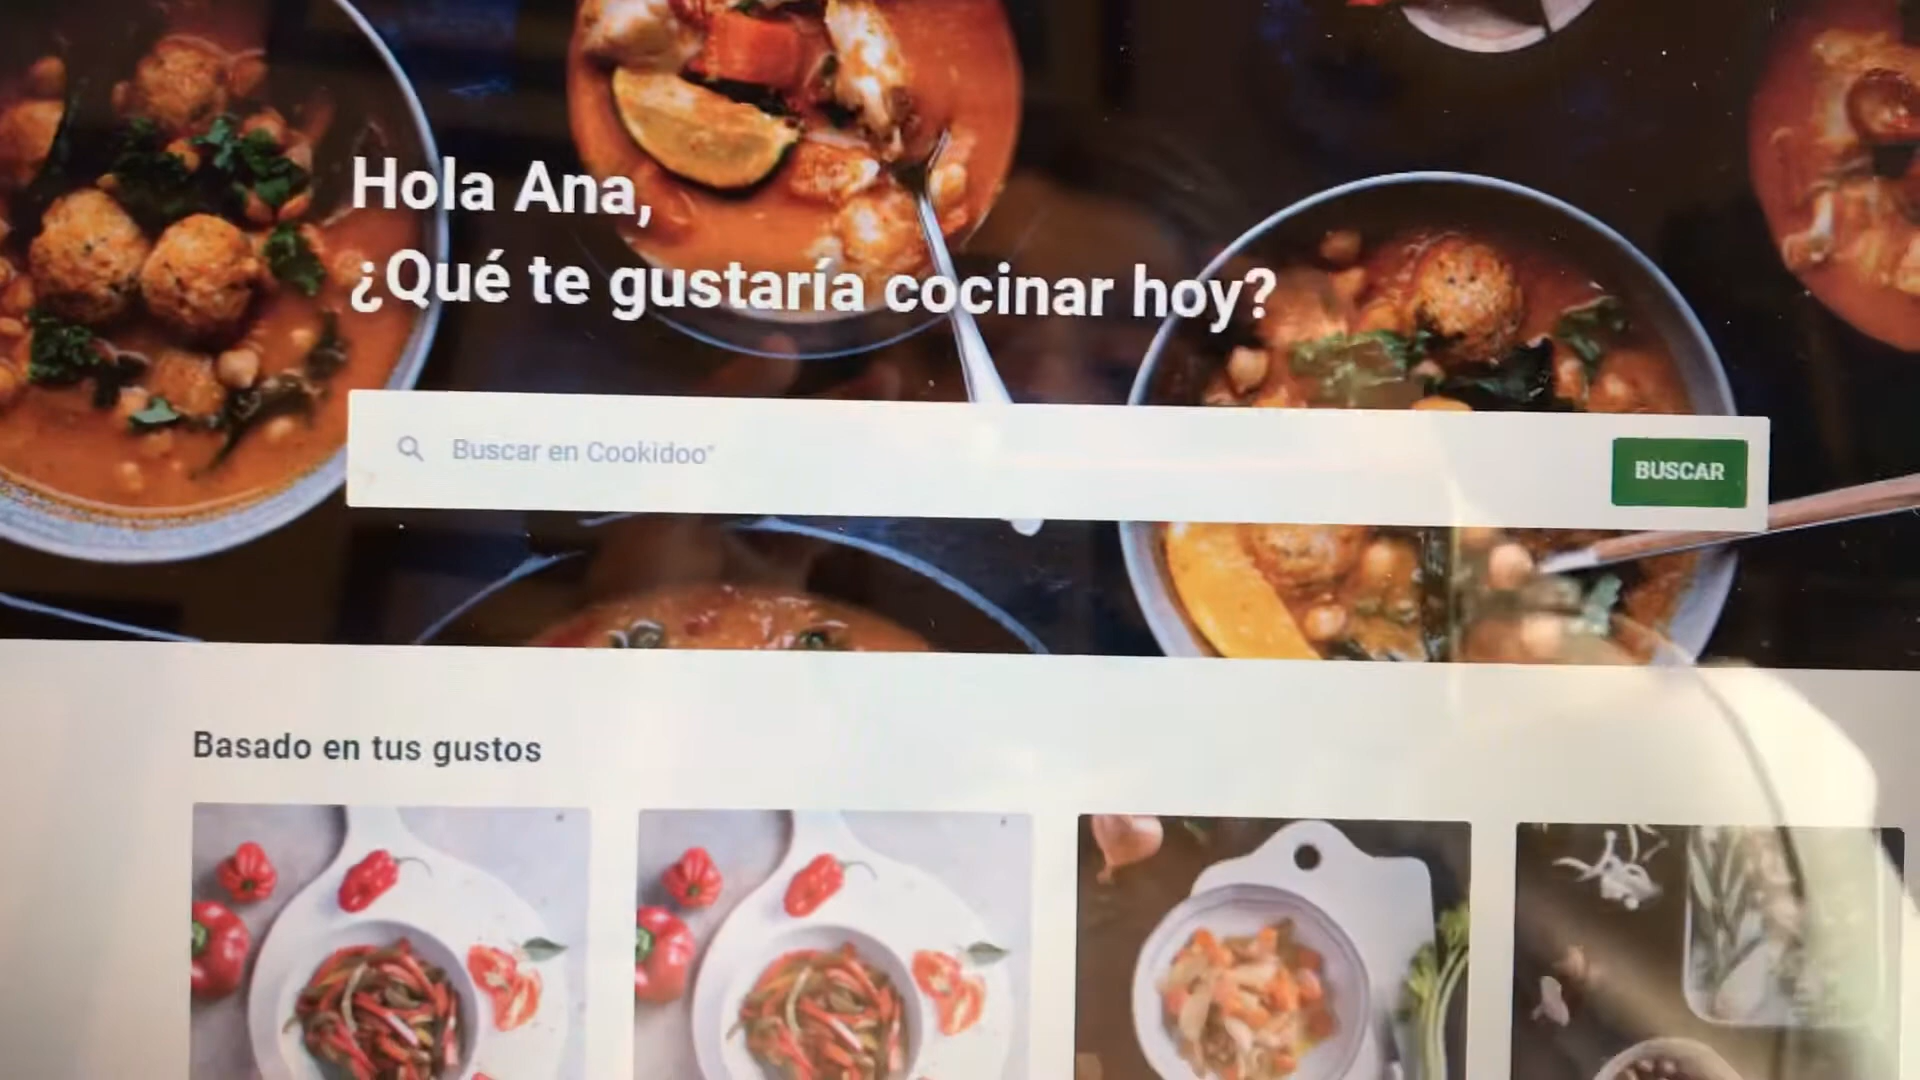 Hola Ana,
¿Qué te gustaría cocinar hoy?
Buscar en Cookidoo®
BUSCAR
Basado en tus gustos